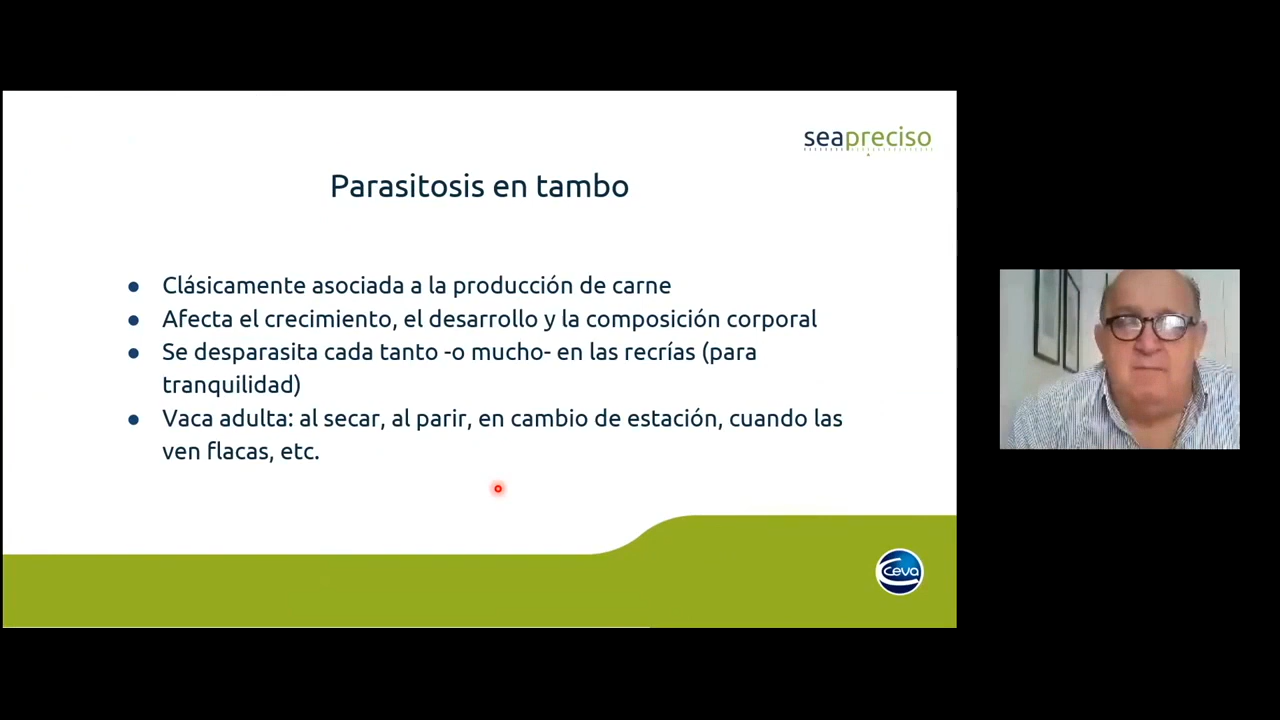 seapreciso
Parasitosis en tambo
● Clásicamente asociada a la producción de carne
● Afecta el crecimiento, el desarrollo y la composición corporal
● Se desparasita cada tanto -o mucho- en las recrías (para
tranquilidad)
● Vaca adulta: al secar, al parir, en cambio de estación, cuando las
ven flacas, etc.
ceva